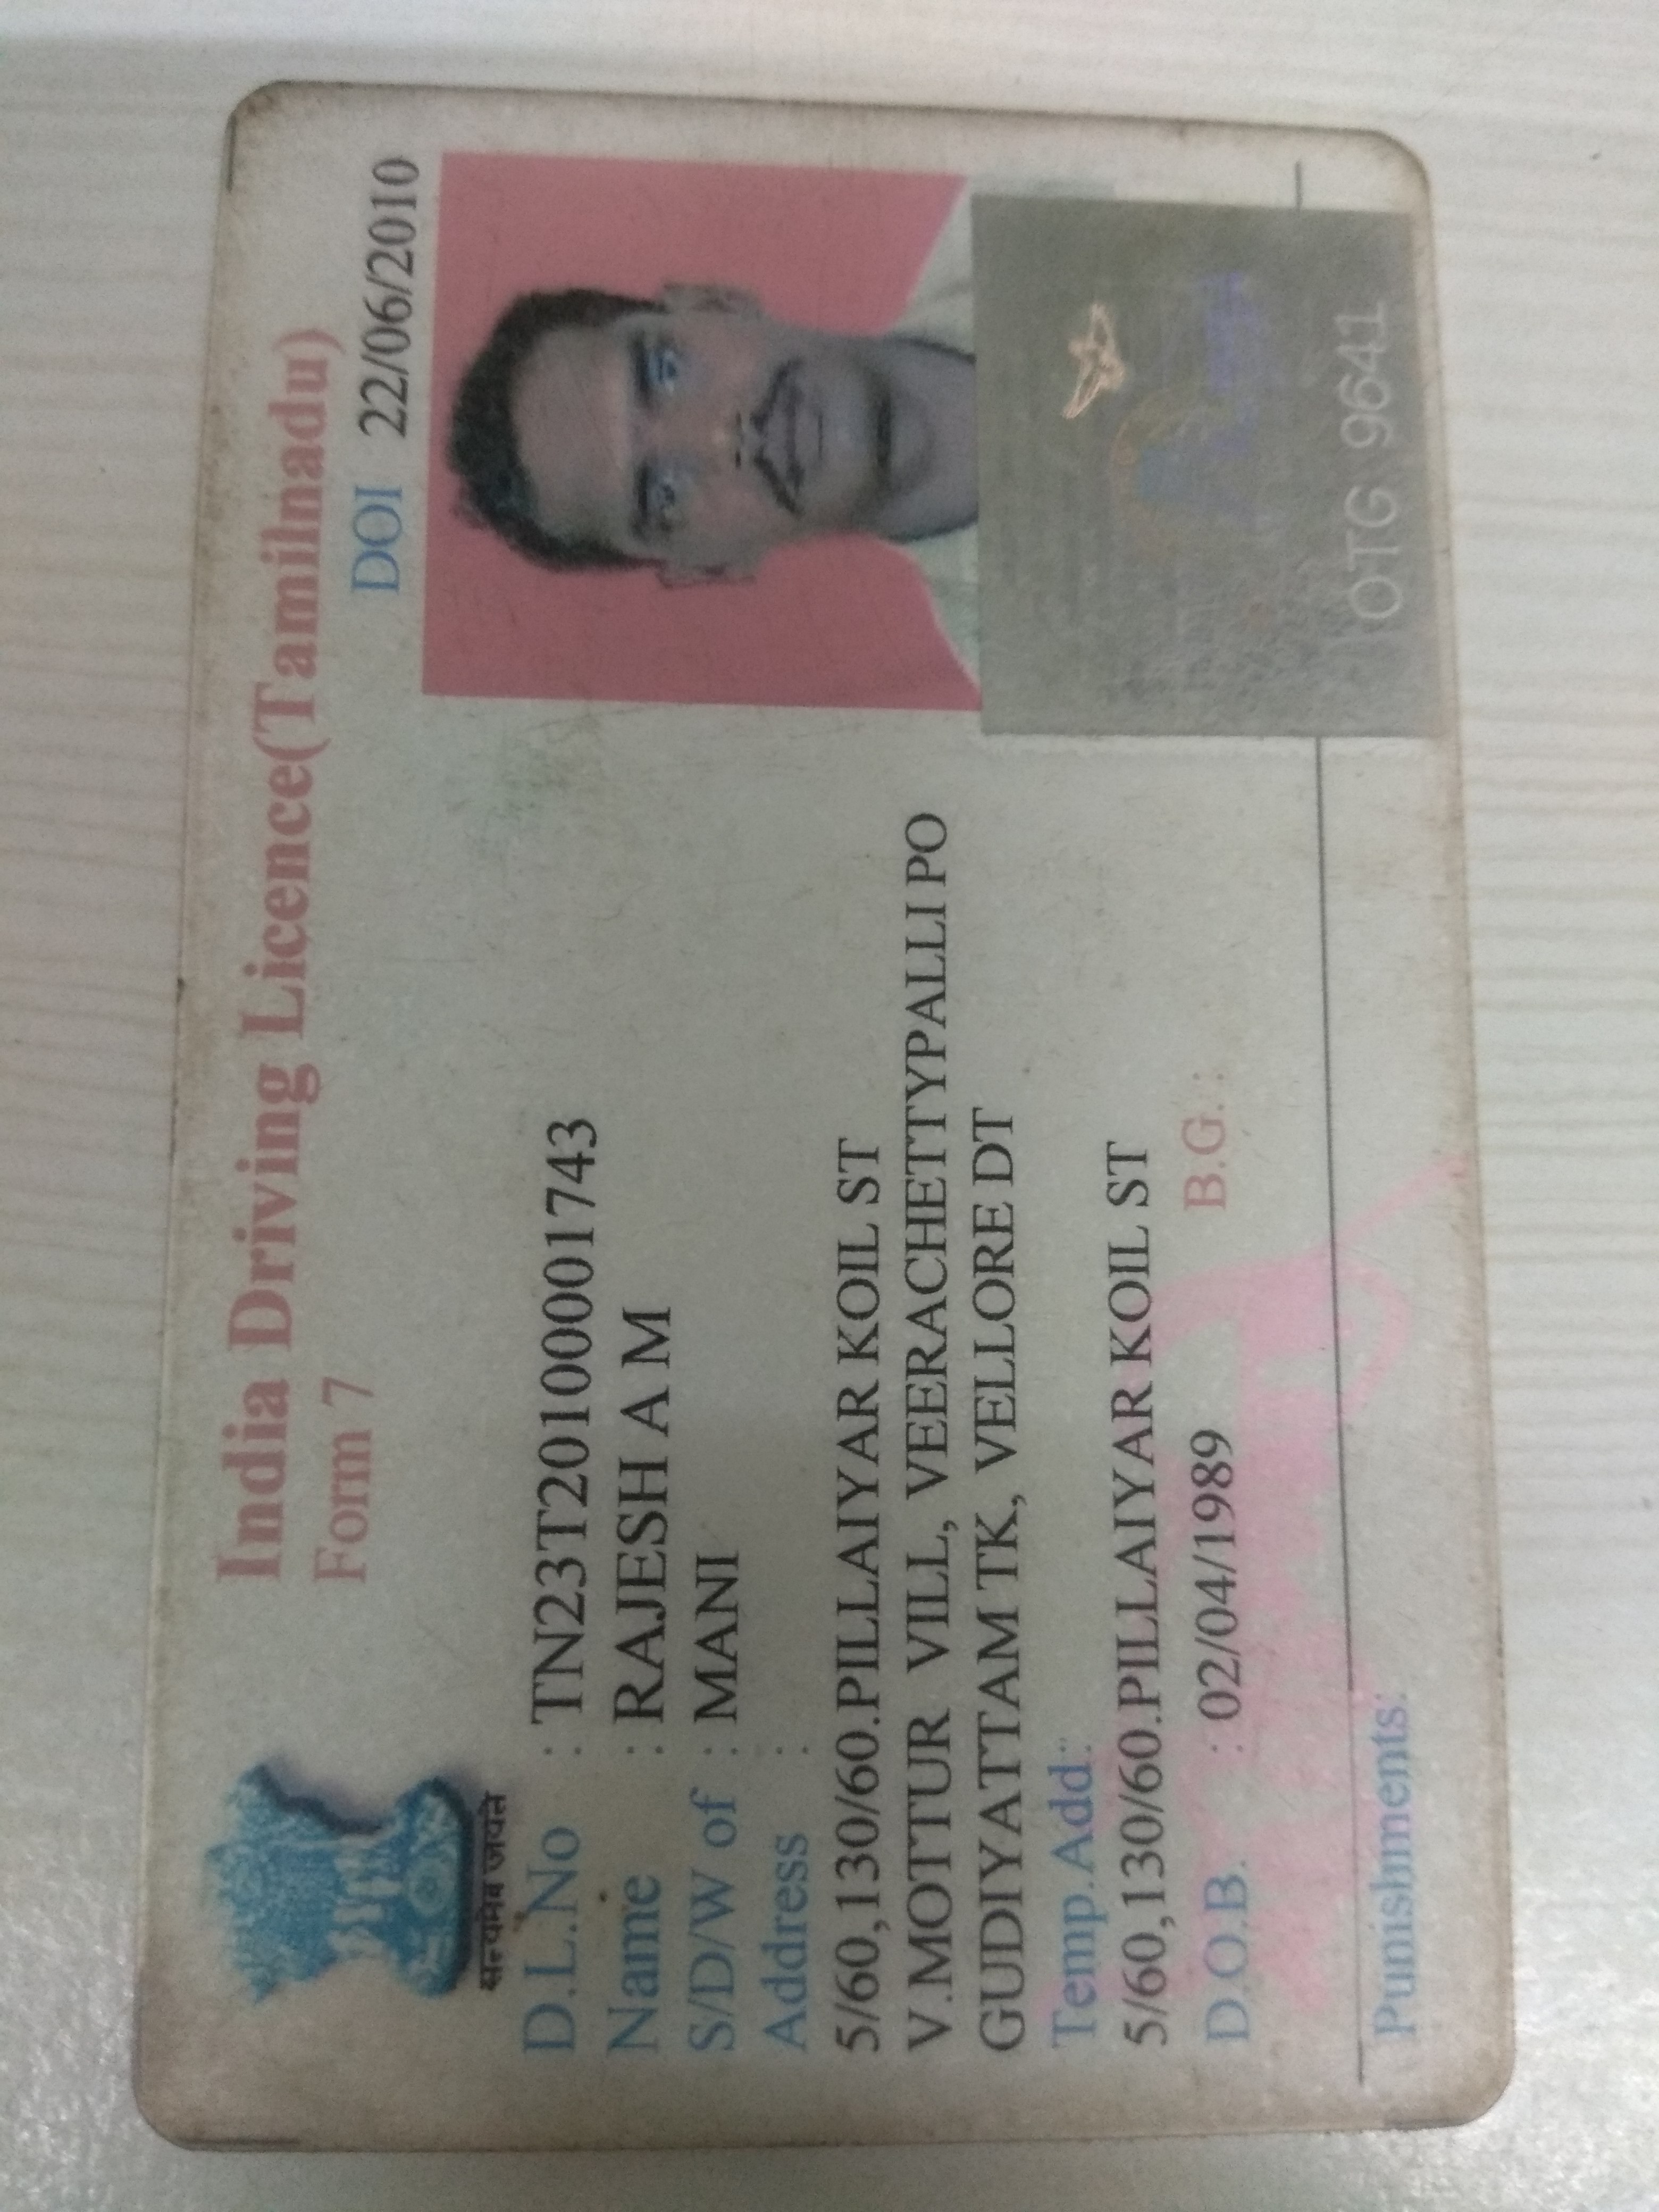 India Driving Licence(Tamilnadu)
Form 7
DOI 22/06/2010
सत्यमेव जयते
D.L.No : TN23T20100001743
Name : RAJESH A M
S/D/W of : MANI
Address :
5/60,130/60.PILLAIYAR KOIL ST
V.MOTTUR VILL, VEERACHETTYPALLI PO
GUDIYATTAM TK, VELLORE DT
Temp.Add.:
5/60,130/60.PILLAIYAR KOIL ST
D.O.B. : 02/04/1989 B.G. :
OTG 9641
Punishments: